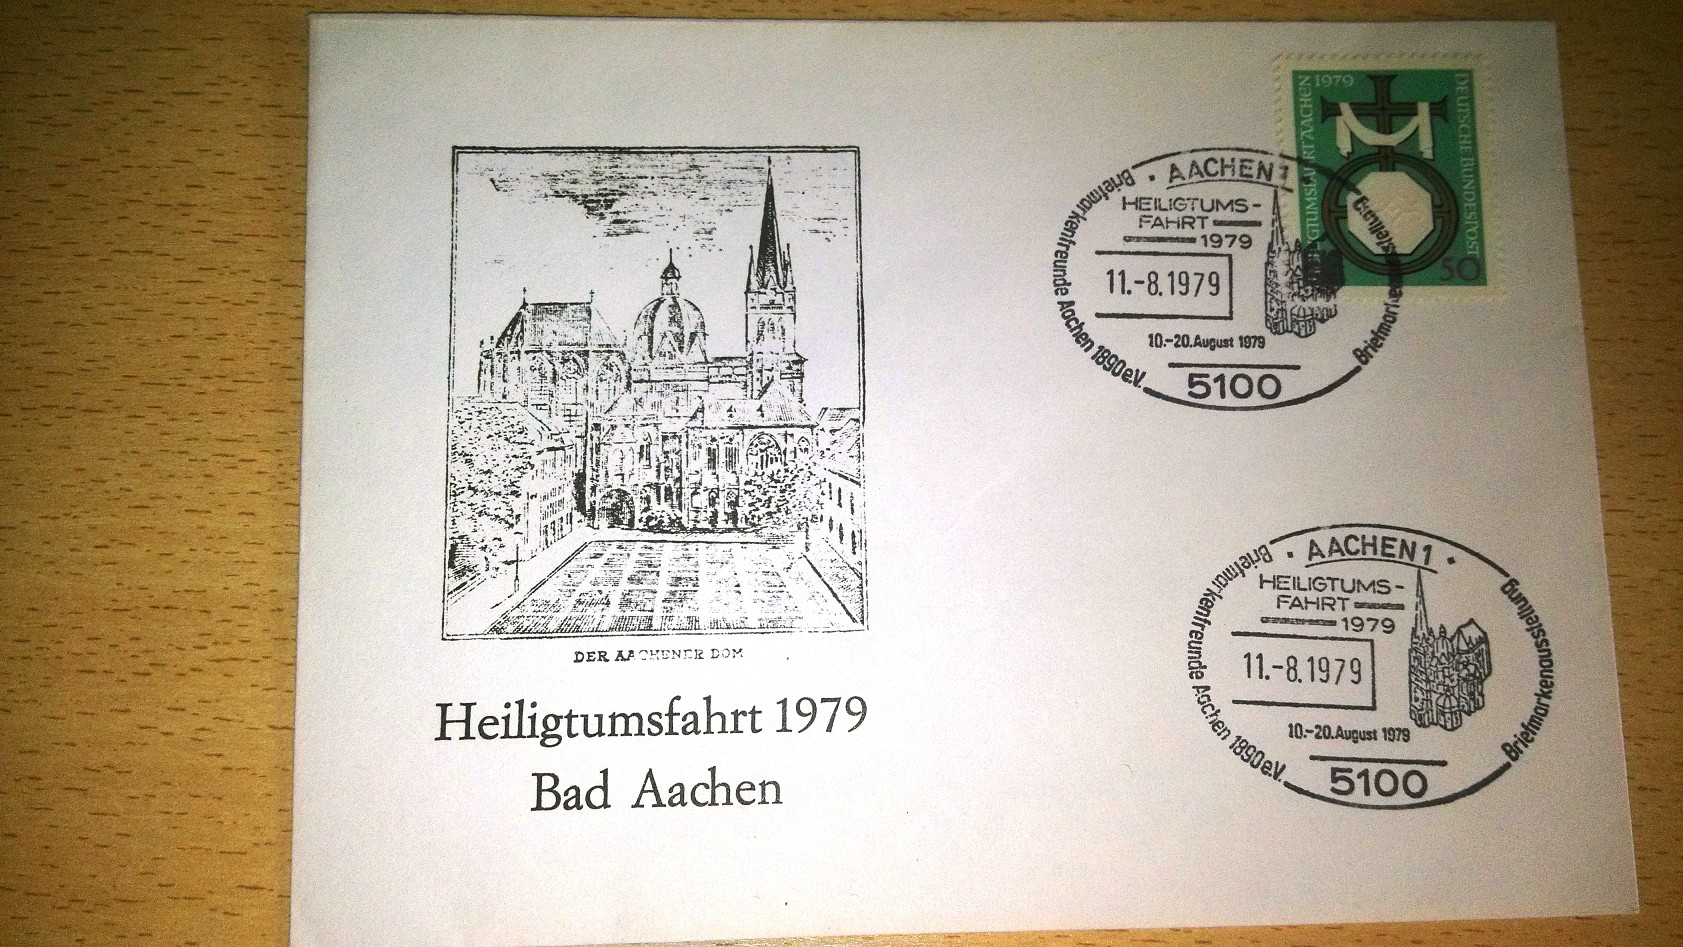 HEILIGTUMSFAHRT AACHEN 1979
DEUTSCHE BUNDESPOST
50
· AACHEN 1
HEILIGTUMS-
FAHRT
1979
11.-8.1979
10.-20.August 1979
5100
Briefmarkenfreunde Aachen 1890e.V.
Briefmarkenausstellung
DER AACHENER DOM
Heiligtumsfahrt 1979
Bad Aachen
· AACHEN 1 ·
HEILIGTUMS-
FAHRT
1979
11.-8.1979
10.-20.August 1979
5100
Briefmarkenfreunde Aachen 1890e.V.
Briefmarkenausstellung